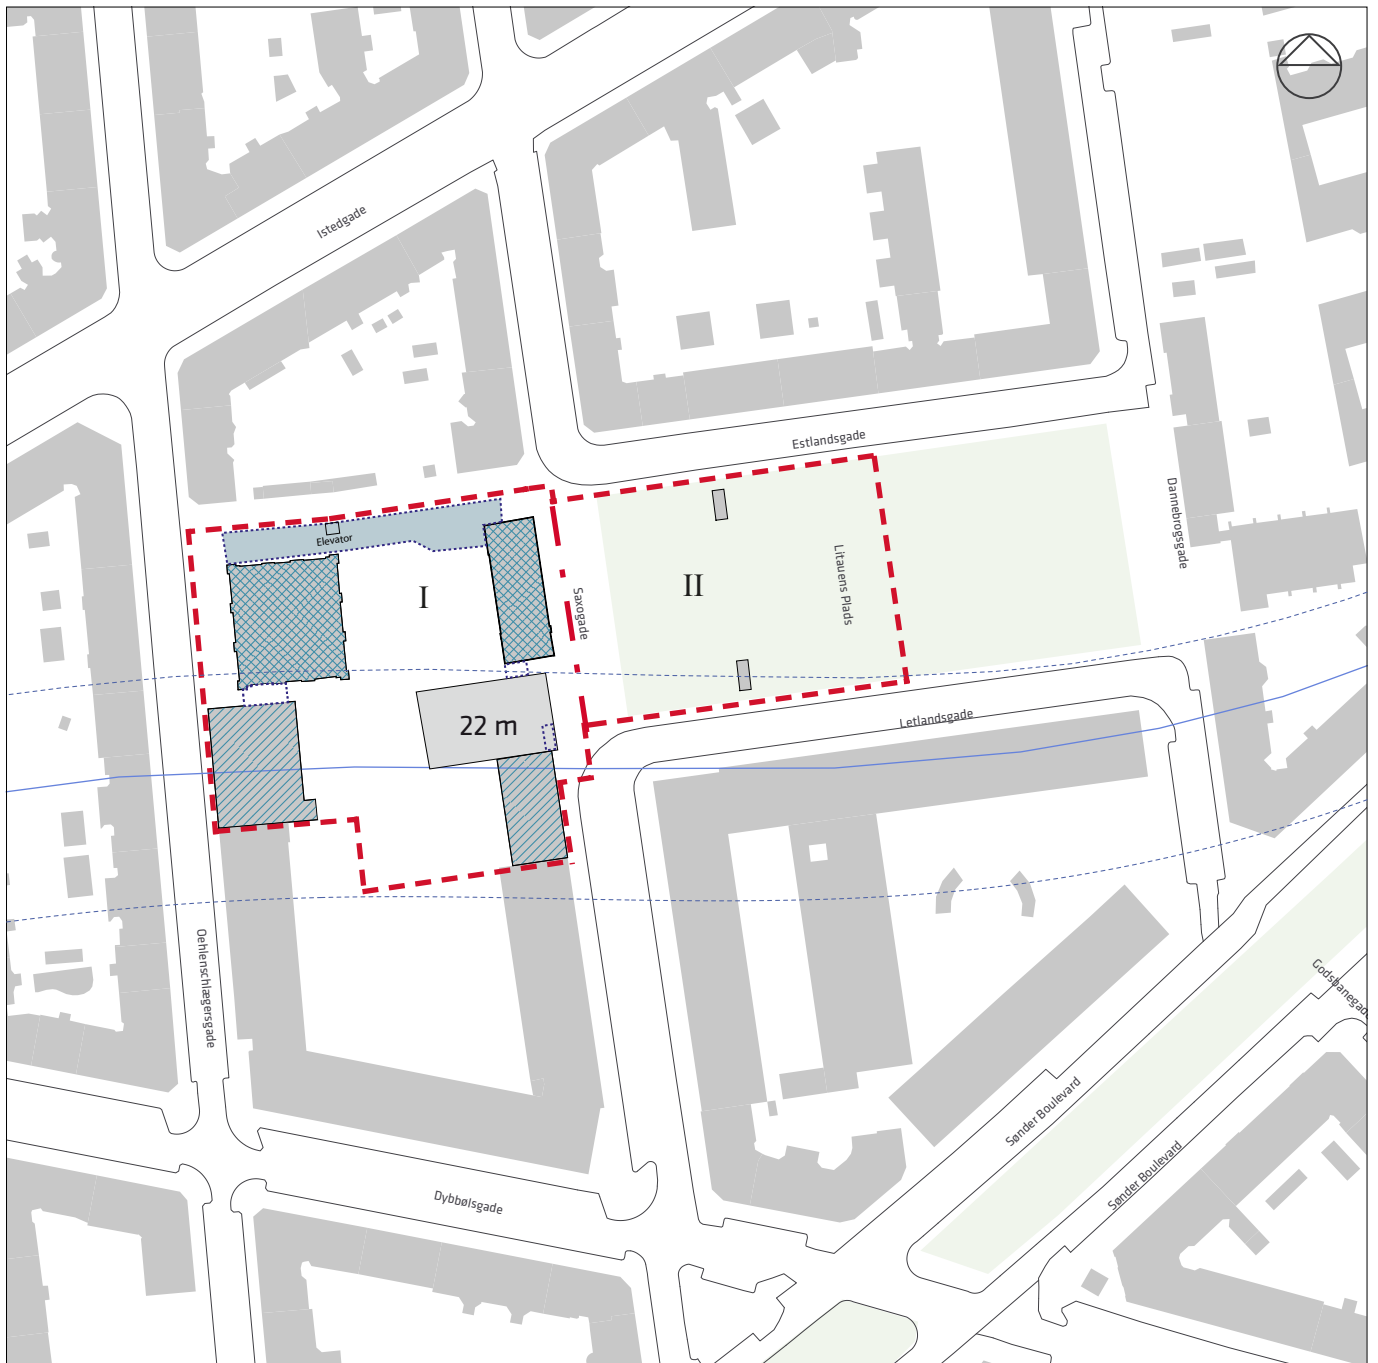 Istedgade
Estlandsgade
Dannebrogsgade
Elevator
I
Saxogade
II
Litauens Plads
22 m
Letlandsgade
Oehlenschlægersgade
Godsbanegade
Sønder Boulevard
Sønder Boulevard
Dybbølsgade